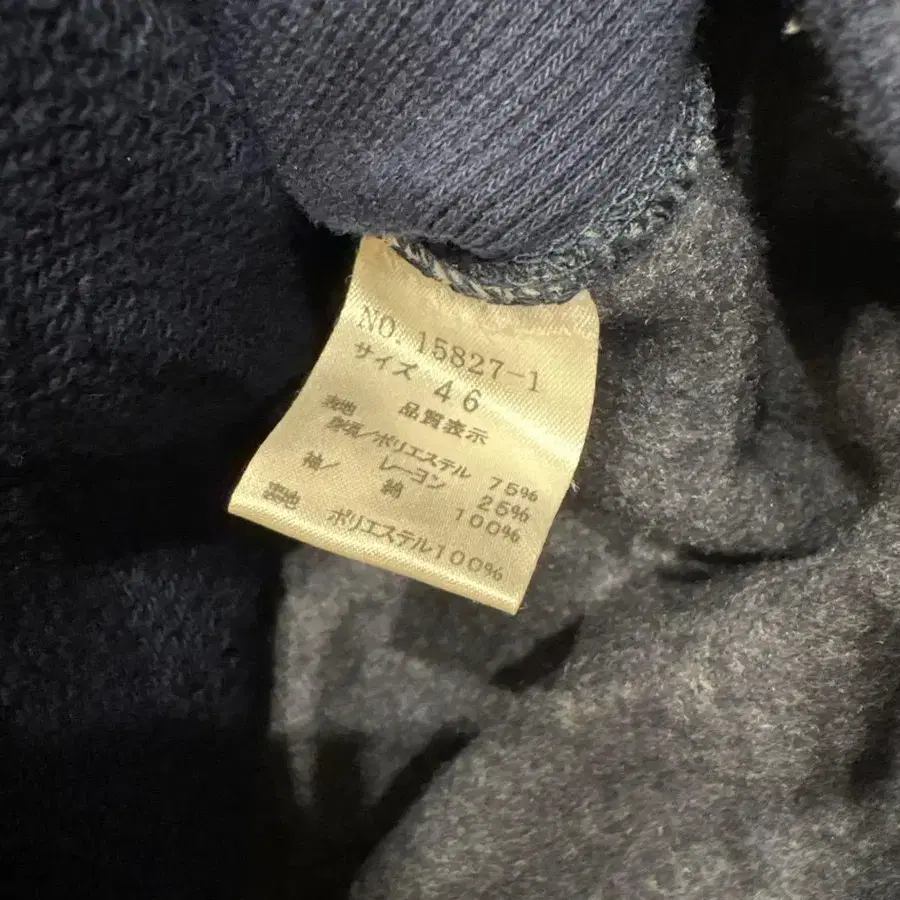 NO. 15827-1
サイズ 46
品質表示
表地
身頃/ポリエステル 75%
レーヨン 25%
袖/ 綿 100%
裏地 ポリエステル100%